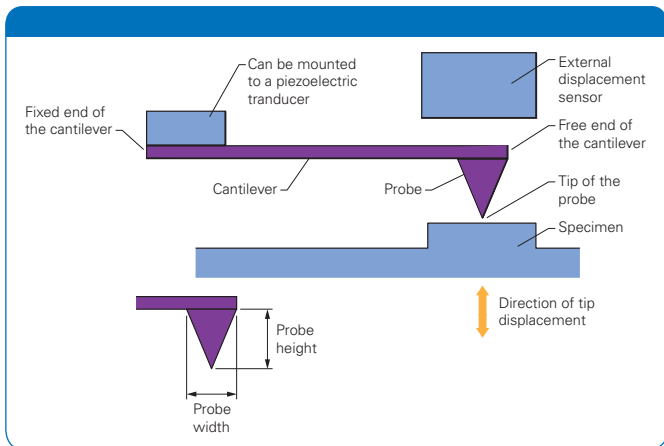 Can be mounted
to a piezoelectric
tranducer
External
displacement
sensor
Fixed end of
the cantilever
Free end of
the cantilever
Cantilever
Probe
Tip of the
probe
Specimen
Direction of tip
displacement
Probe
height
Probe
width